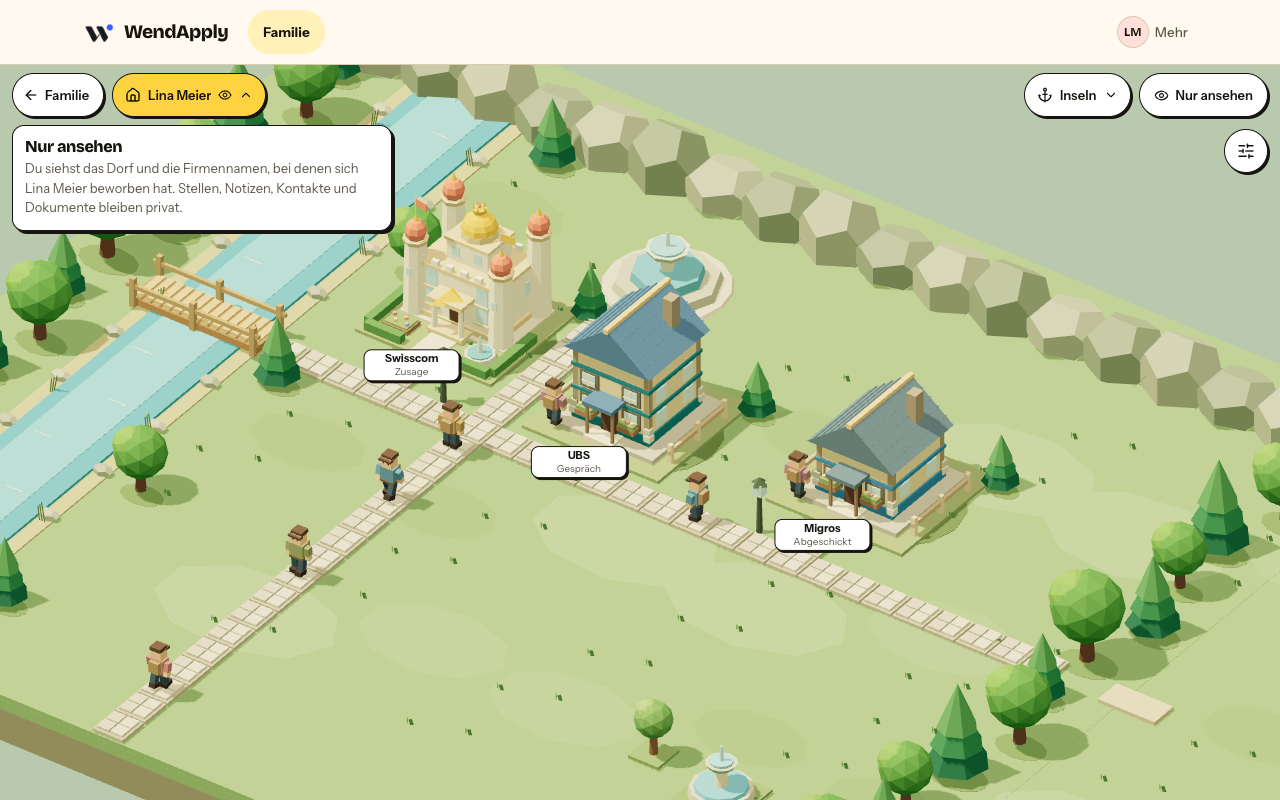 WendApply
Familie
LM Mehr
Familie
Lina Meier
Inseln
Nur ansehen
Nur ansehen
Du siehst das Dorf und die Firmennamen, bei denen sich
Lina Meier beworben hat. Stellen, Notizen, Kontakte und
Dokumente bleiben privat.
Swisscom
Zusage
UBS
Gespräch
Migros
Abgeschickt